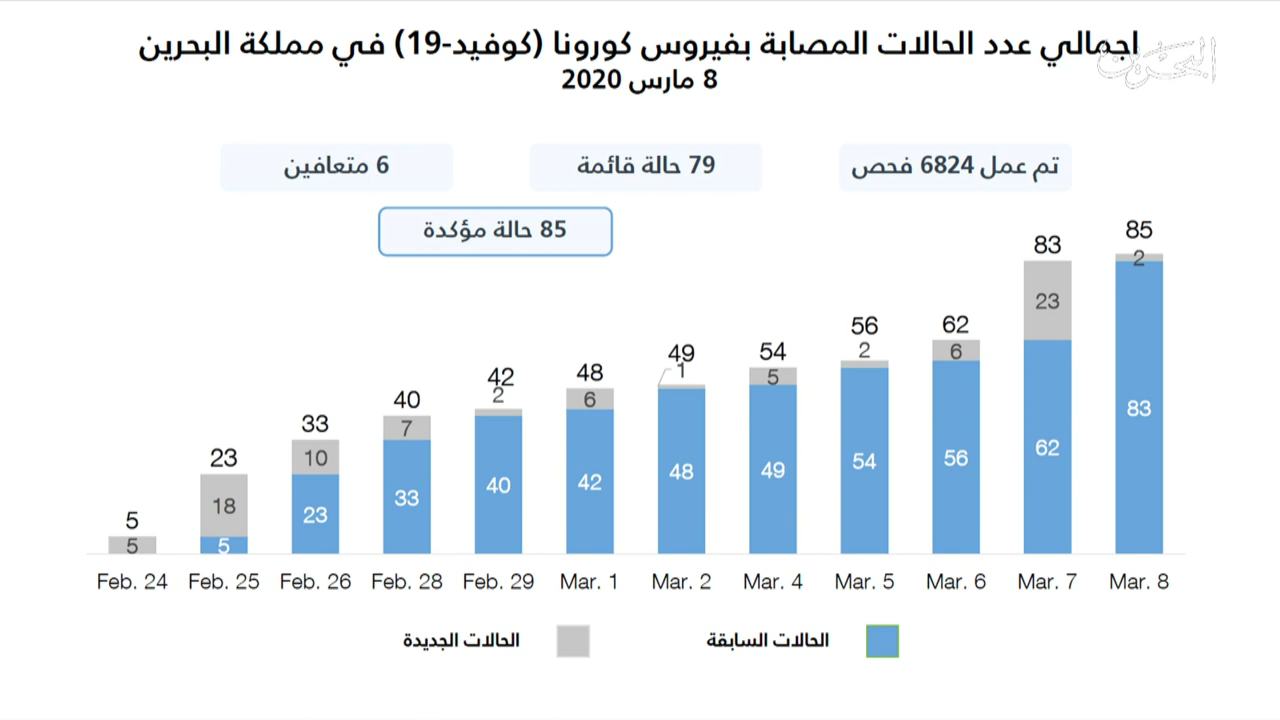 اجمالي عدد الحالات المصابة بفيروس كورونا (كوفيد-19) في مملكة البحرين
8 مارس 2020
البحرين
تم عمل 6824 فحص
79 حالة قائمة
6 متعافين
85 حالة مؤكدة
5 23 33 40 42 48 49 54 56 62 83 85
5 18 10 7 2 6 1 5 2 6 23 2
5 23 33 40 42 48 49 54 56 62 83
Feb. 24 Feb. 25 Feb. 26 Feb. 28 Feb. 29 Mar. 1 Mar. 2 Mar. 4 Mar. 5 Mar. 6 Mar. 7 Mar. 8
الحالات السابقة
الحالات الجديدة